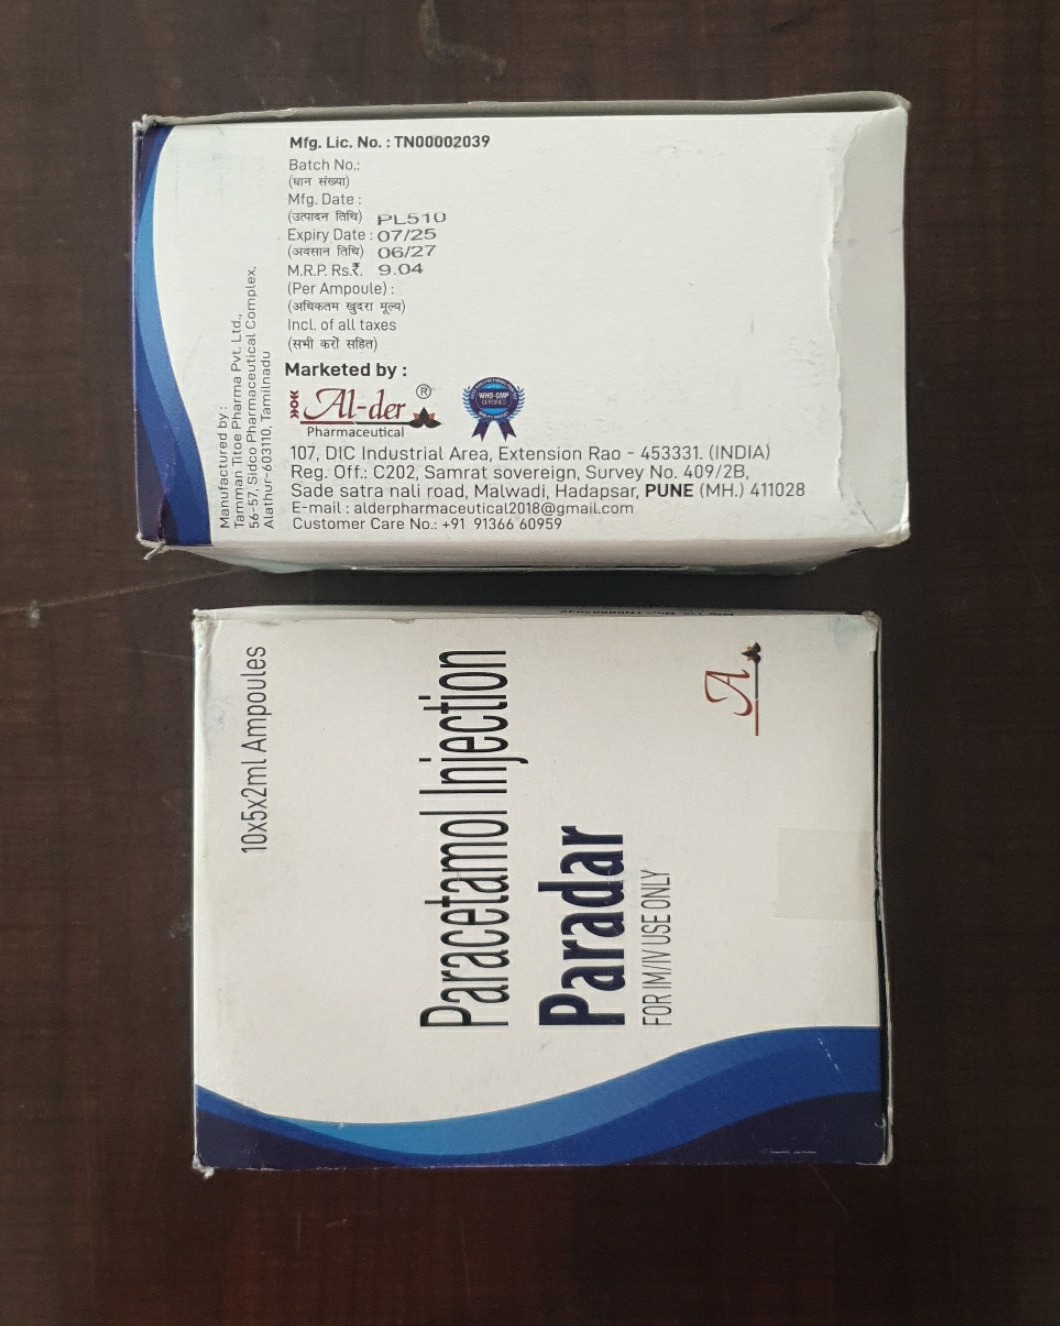 Mfg. Lic. No. : TN00002039
Batch No.:
(घान संख्या)
Mfg. Date :
(उत्पादन तिथि) PL510
Expiry Date : 07/25
(अवसान तिथि) 06/27
M.R.P. Rs.₹. 9.04
(Per Ampoule) :
(अधिकतम खुदरा मूल्य)
Incl. of all taxes
(सभी करों सहित)
Marketed by :
Al-der ®
Pharmaceutical
WHO-GMP
CERTIFIED
107, DIC Industrial Area, Extension Rao - 453331. (INDIA)
Reg. Off.: C202, Samrat sovereign, Survey No. 409/2B,
Sade satra nali road, Malwadi, Hadapsar, PUNE (MH.) 411028
E-mail : alderpharmaceutical2018@gmail.com
Customer Care No.: +91 91366 60959
Manufactured by :
Tamman Titoe Pharma Pvt. Ltd.,
56-57, Sidco Pharmaceutical Complex,
Alathur-603110, Tamilnadu
10x5x2ml Ampoules
Paracetamol Injection
Paradar
FOR IM/IV USE ONLY
A